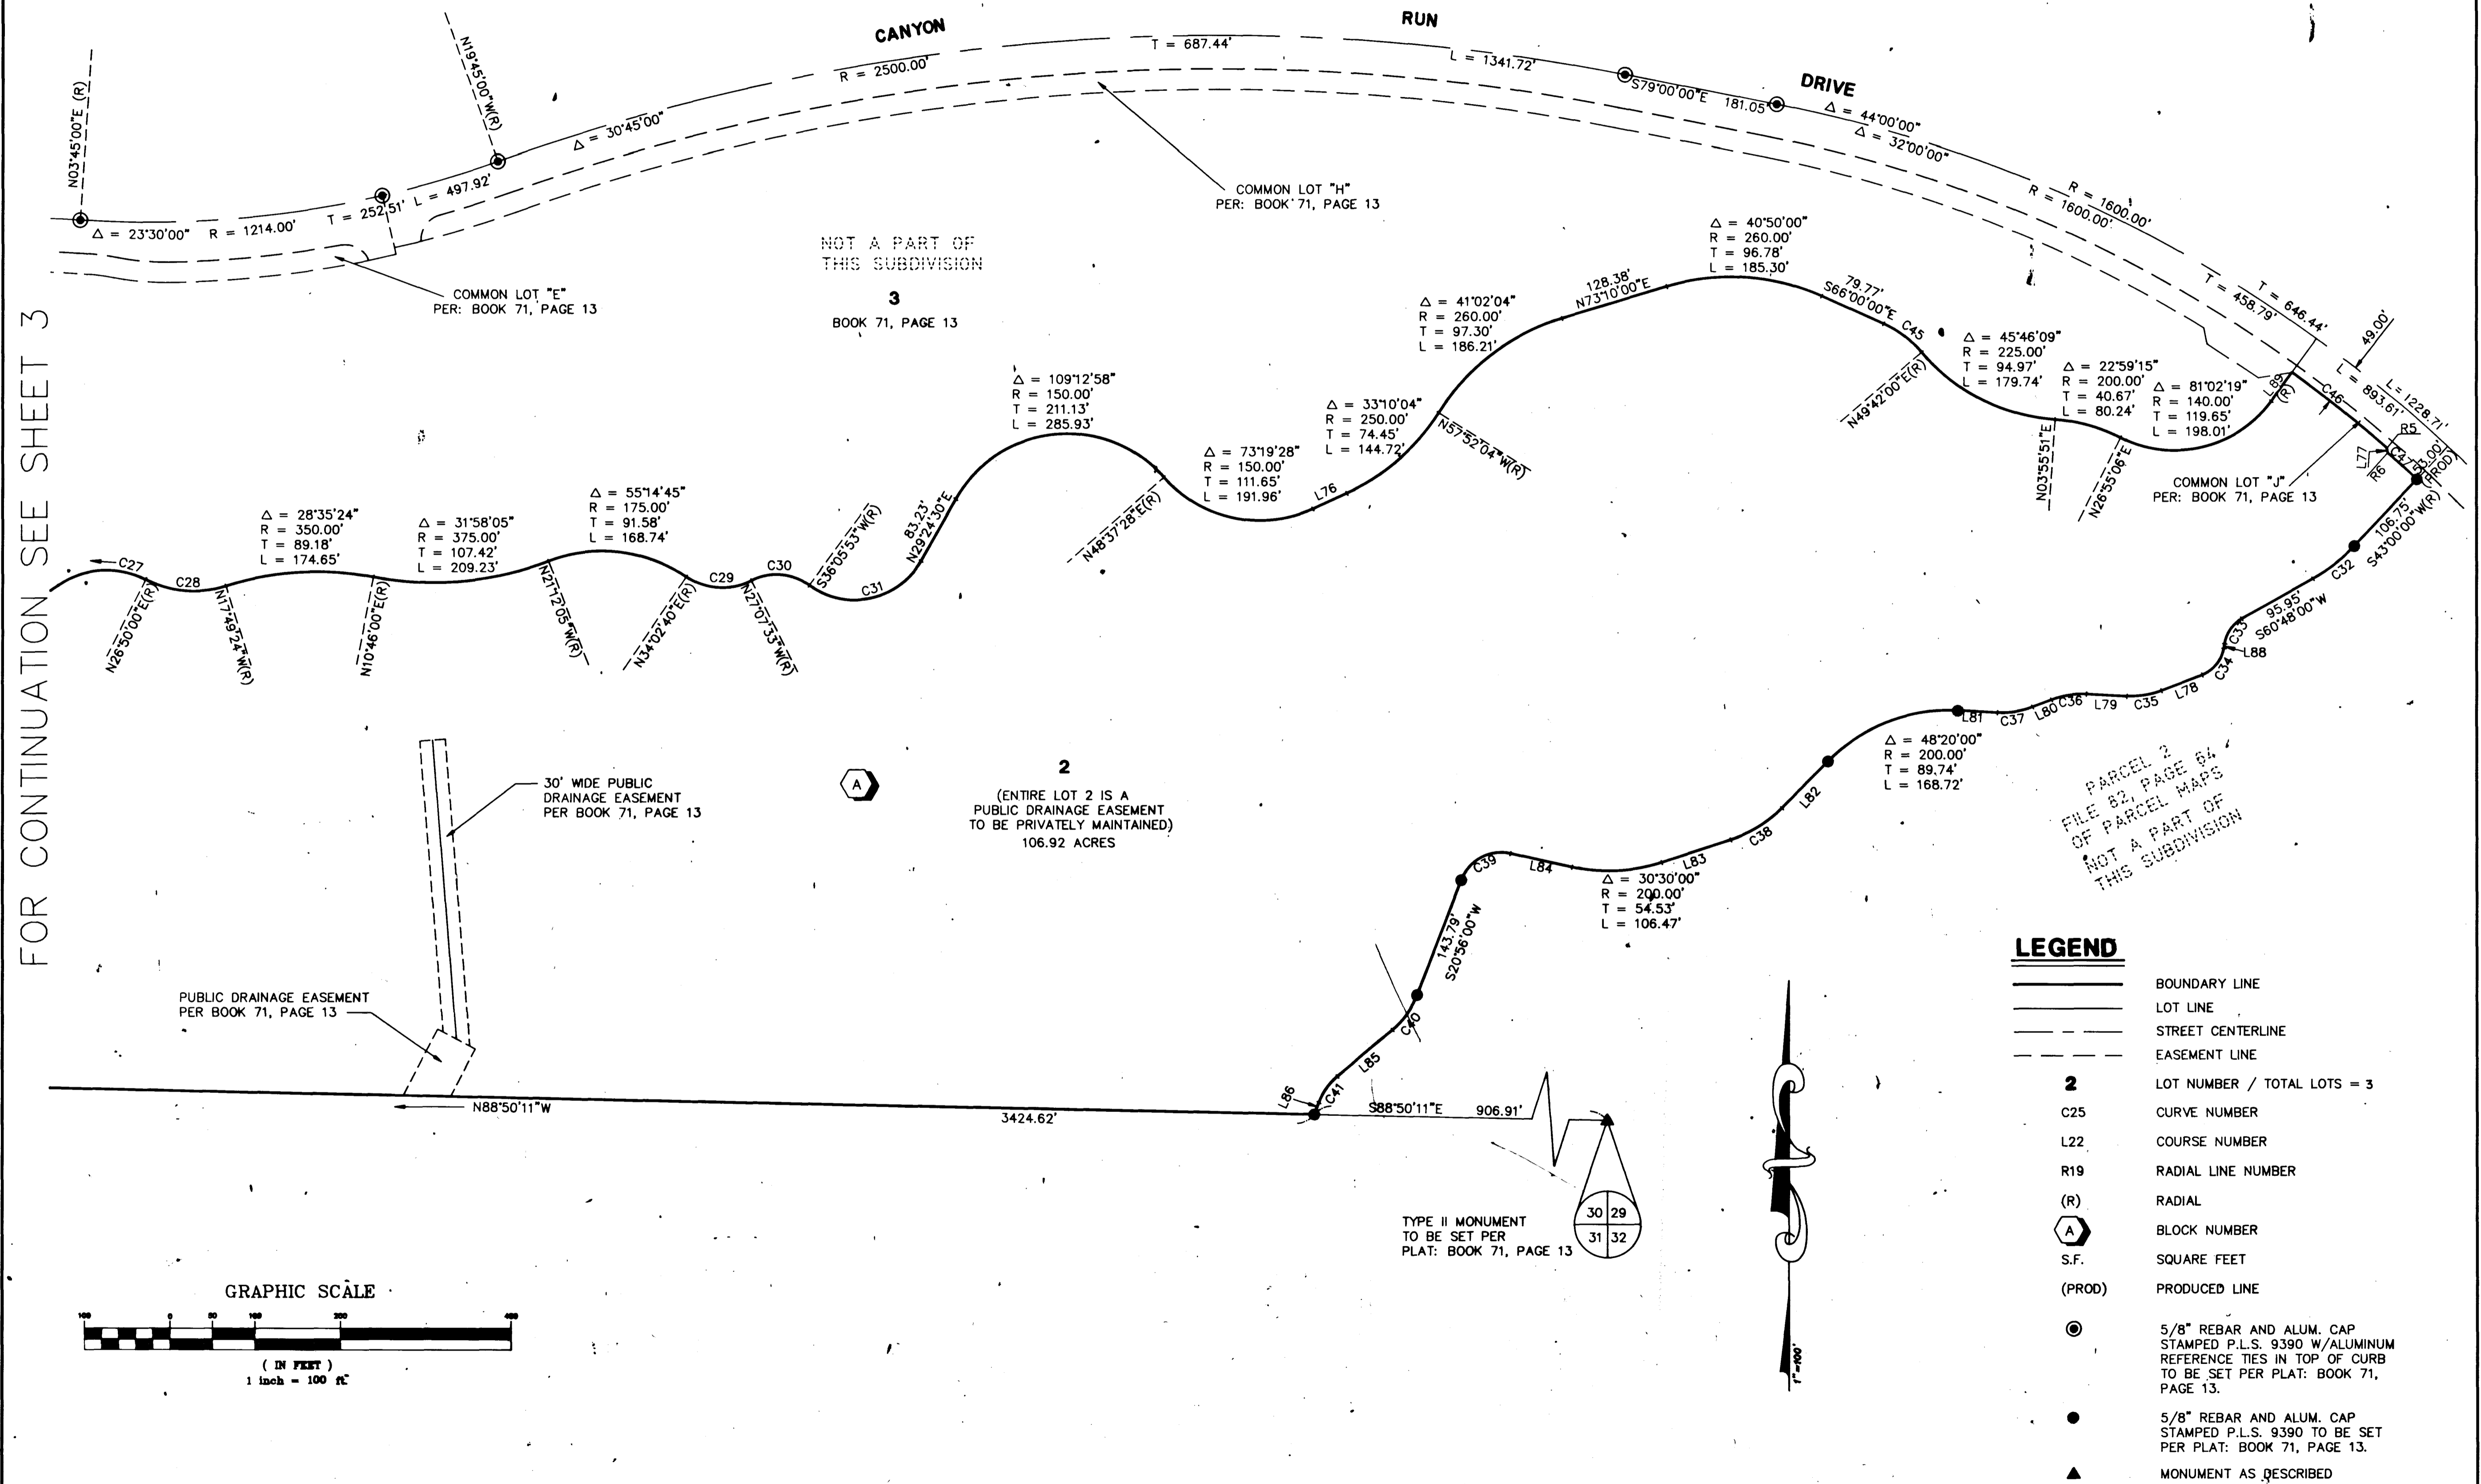 FOR CONTINUATION SEE SHEET 3
CANYON RUN DRIVE
N03°45'00"E (R)
N19°45'00"W(R)
Δ = 23°30'00"
R = 1214.00'
T = 252.51'
L = 497.92'
Δ = 30°45'00"
R = 2500.00'
T = 687.44'
L = 1341.72'
S79°00'00"E 181.05'
Δ = 44°00'00"
Δ = 32°00'00"
R = 1600.00'
R = 1600.00'
T = 646.44'
T = 458.79'
49.00'
L = 1228.71'
L = 893.61'
COMMON LOT "E"
PER: BOOK 71, PAGE 13
COMMON LOT "H"
PER: BOOK 71, PAGE 13
NOT A PART OF
THIS SUBDIVISION
3
BOOK 71, PAGE 13
C27
N26°50'00"E(R)
C28
N17°49'24"W(R)
Δ = 28°35'24"
R = 350.00'
T = 89.18'
L = 174.65'
N10°46'00"E(R)
Δ = 31°58'05"
R = 375.00'
T = 107.42'
L = 209.23'
N21°12'05"W(R)
Δ = 55°14'45"
R = 175.00'
T = 91.58'
L = 168.74'
N34°02'40"E(R)
C29
N27°07'33"W(R)
C30
S36°05'53"W(R)
C31
83.23'
N29°24'30"E
Δ = 109°12'58"
R = 150.00'
T = 211.13'
L = 285.93'
N48°37'28"E(R)
Δ = 73°19'28"
R = 150.00'
T = 111.65'
L = 191.96'
L76
Δ = 33°10'04"
R = 250.00'
T = 74.45'
L = 144.72'
N57°52'04"W(R)
Δ = 41°02'04"
R = 260.00'
T = 97.30'
L = 186.21'
128.38'
N73°10'00"E
Δ = 40°50'00"
R = 260.00'
T = 96.78'
L = 185.30'
79.77'
S66°00'00"E
C45
N49°42'00"E(R)
Δ = 45°46'09"
R = 225.00'
T = 94.97'
L = 179.74'
N03°55'51"E
Δ = 22°59'15"
R = 200.00'
T = 40.67'
L = 80.24'
N26°55'06"E
Δ = 81°02'19"
R = 140.00'
T = 119.65'
L = 198.01'
L89
(R)
C46
R5
L77
C47
R6
53.00'
(PROD)
COMMON LOT "J"
PER: BOOK 71, PAGE 13
106.75'
S43°00'00"W(R)
C32
95.95'
S60°48'00"W
C33
L88
C34
L78
C35
L79
C36
L80
C37
L81
Δ = 48°20'00"
R = 200.00'
T = 89.74'
L = 168.72'
L82
C38
L83
Δ = 30°30'00"
R = 200.00'
T = 54.53'
L = 106.47'
L84
C39
143.79'
S20°56'00"W
C40
L85
C41
L86
PARCEL 2
FILE 82, PAGE 64
OF PARCEL MAPS
NOT A PART OF
THIS SUBDIVISION
30' WIDE PUBLIC
DRAINAGE EASEMENT
PER BOOK 71, PAGE 13
A
2
(ENTIRE LOT 2 IS A
PUBLIC DRAINAGE EASEMENT
TO BE PRIVATELY MAINTAINED)
106.92 ACRES
PUBLIC DRAINAGE EASEMENT
PER BOOK 71, PAGE 13
N88°50'11"W
3424.62'
S88°50'11"E 906.91'
TYPE II MONUMENT
TO BE SET PER
PLAT: BOOK 71, PAGE 13
30 29
31 32
1"=100'
GRAPHIC SCALE
100 0 50 100 200 400
( IN FEET )
1 inch = 100 ft.
LEGEND
BOUNDARY LINE
LOT LINE
STREET CENTERLINE
EASEMENT LINE
2 LOT NUMBER / TOTAL LOTS = 3
C25 CURVE NUMBER
L22 COURSE NUMBER
R19 RADIAL LINE NUMBER
(R) RADIAL
A BLOCK NUMBER
S.F. SQUARE FEET
(PROD) PRODUCED LINE
5/8" REBAR AND ALUM. CAP
STAMPED P.L.S. 9390 W/ALUMINUM
REFERENCE TIES IN TOP OF CURB
TO BE SET PER PLAT: BOOK 71,
PAGE 13.
5/8" REBAR AND ALUM. CAP
STAMPED P.L.S. 9390 TO BE SET
PER PLAT: BOOK 71, PAGE 13.
MONUMENT AS DESCRIBED